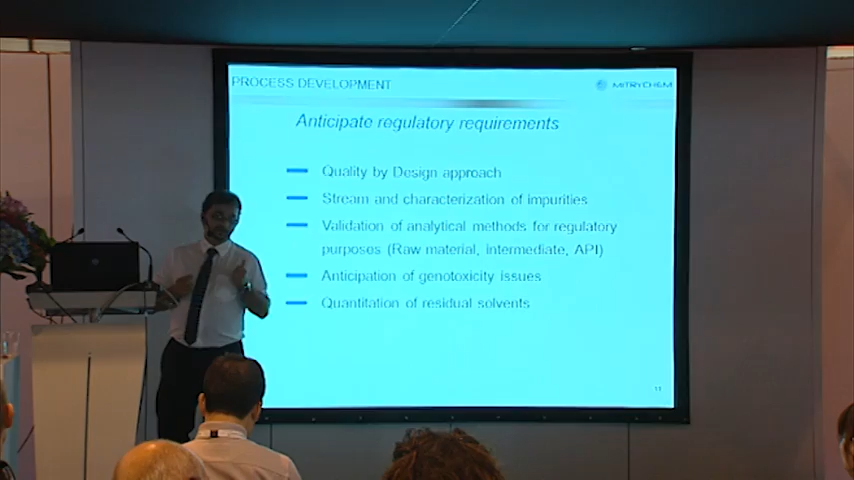 PROCESS DEVELOPMENT
MITRYCHEM
Anticipate regulatory requirements
Quality by Design approach
Stream and characterization of impurities
Validation of analytical methods for regulatory
purposes (Raw material, intermediate, API)
Anticipation of genotoxicity issues
Quantitation of residual solvents
11